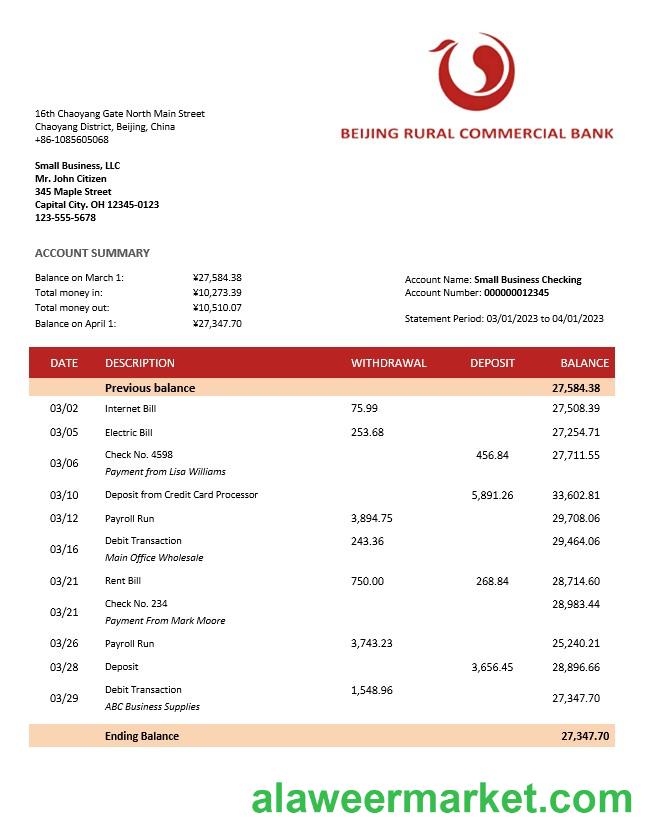 16th Chaoyang Gate North Main Street
Chaoyang District, Beijing, China
+86-1085605068
BEIJING RURAL COMMERCIAL BANK
Small Business, LLC
Mr. John Citizen
345 Maple Street
Capital City. OH 12345-0123
123-555-5678
ACCOUNT SUMMARY
Balance on March 1: ¥27,584.38
Total money in: ¥10,273.39
Total money out: ¥10,510.07
Balance on April 1: ¥27,347.70
Account Name: Small Business Checking
Account Number: 000000012345
Statement Period: 03/01/2023 to 04/01/2023
DATE DESCRIPTION WITHDRAWAL DEPOSIT BALANCE
Previous balance 27,584.38
03/02 Internet Bill 75.99 27,508.39
03/05 Electric Bill 253.68 27,254.71
03/06 Check No. 4598 456.84 27,711.55
Payment from Lisa Williams
03/10 Deposit from Credit Card Processor 5,891.26 33,602.81
03/12 Payroll Run 3,894.75 29,708.06
03/16 Debit Transaction 243.36 29,464.06
Main Office Wholesale
03/21 Rent Bill 750.00 268.84 28,714.60
03/21 Check No. 234 28,983.44
Payment From Mark Moore
03/26 Payroll Run 3,743.23 25,240.21
03/28 Deposit 3,656.45 28,896.66
03/29 Debit Transaction 1,548.96 27,347.70
ABC Business Supplies
Ending Balance 27,347.70
alaweermarket.com